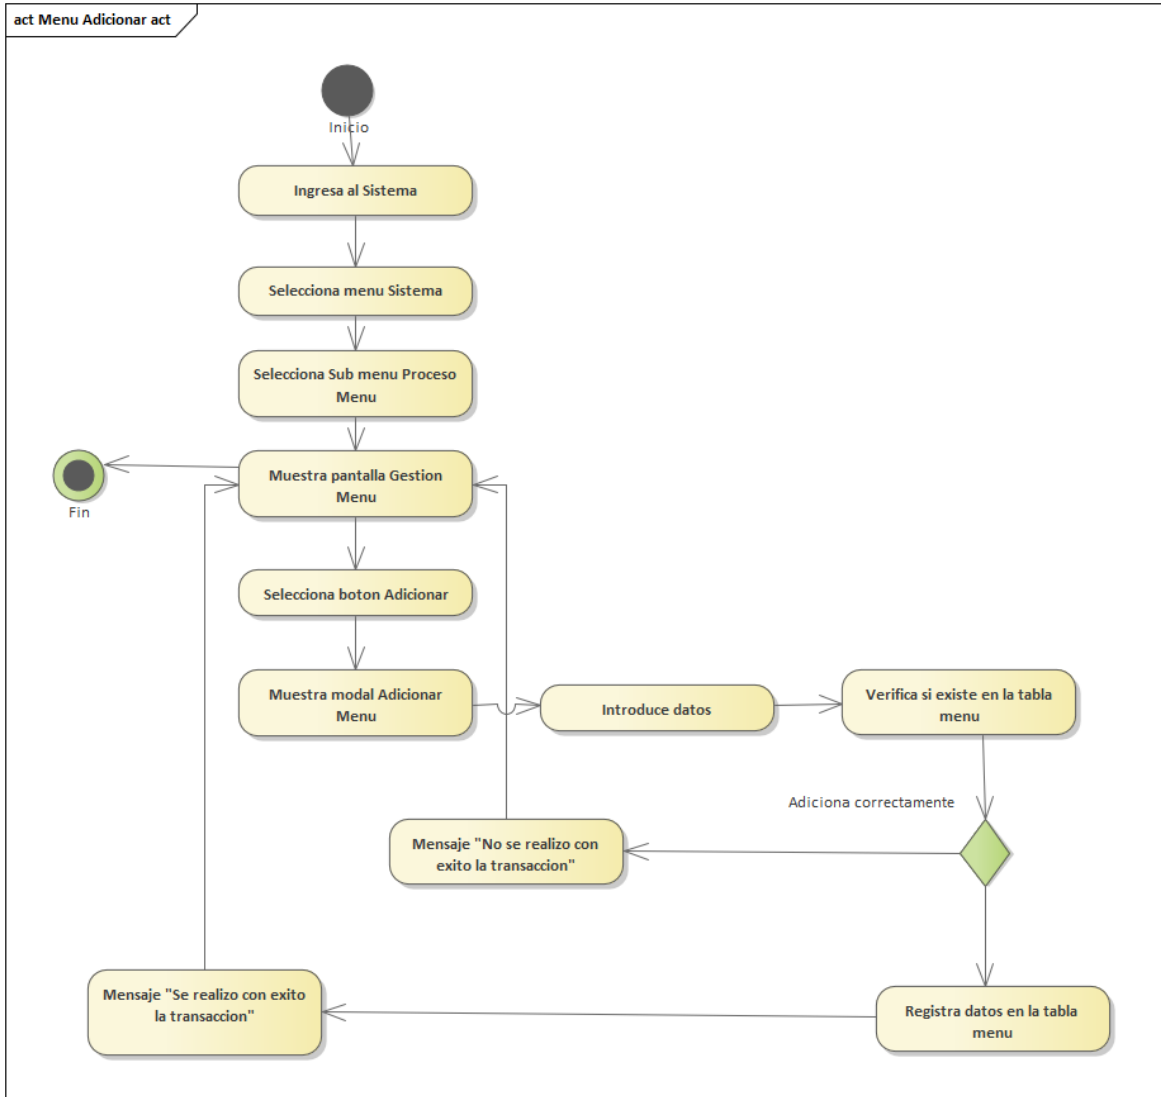 act Menu Adicionar act
Inicio
Ingresa al Sistema
Selecciona menu Sistema
Selecciona Sub menu Proceso
Menu
Muestra pantalla Gestion
Menu
Fin
Selecciona boton Adicionar
Muestra modal Adicionar
Menu
Introduce datos
Verifica si existe en la tabla
menu
Adiciona correctamente
Mensaje "No se realizo con
exito la transaccion"
Mensaje "Se realizo con exito
la transaccion"
Registra datos en la tabla
menu